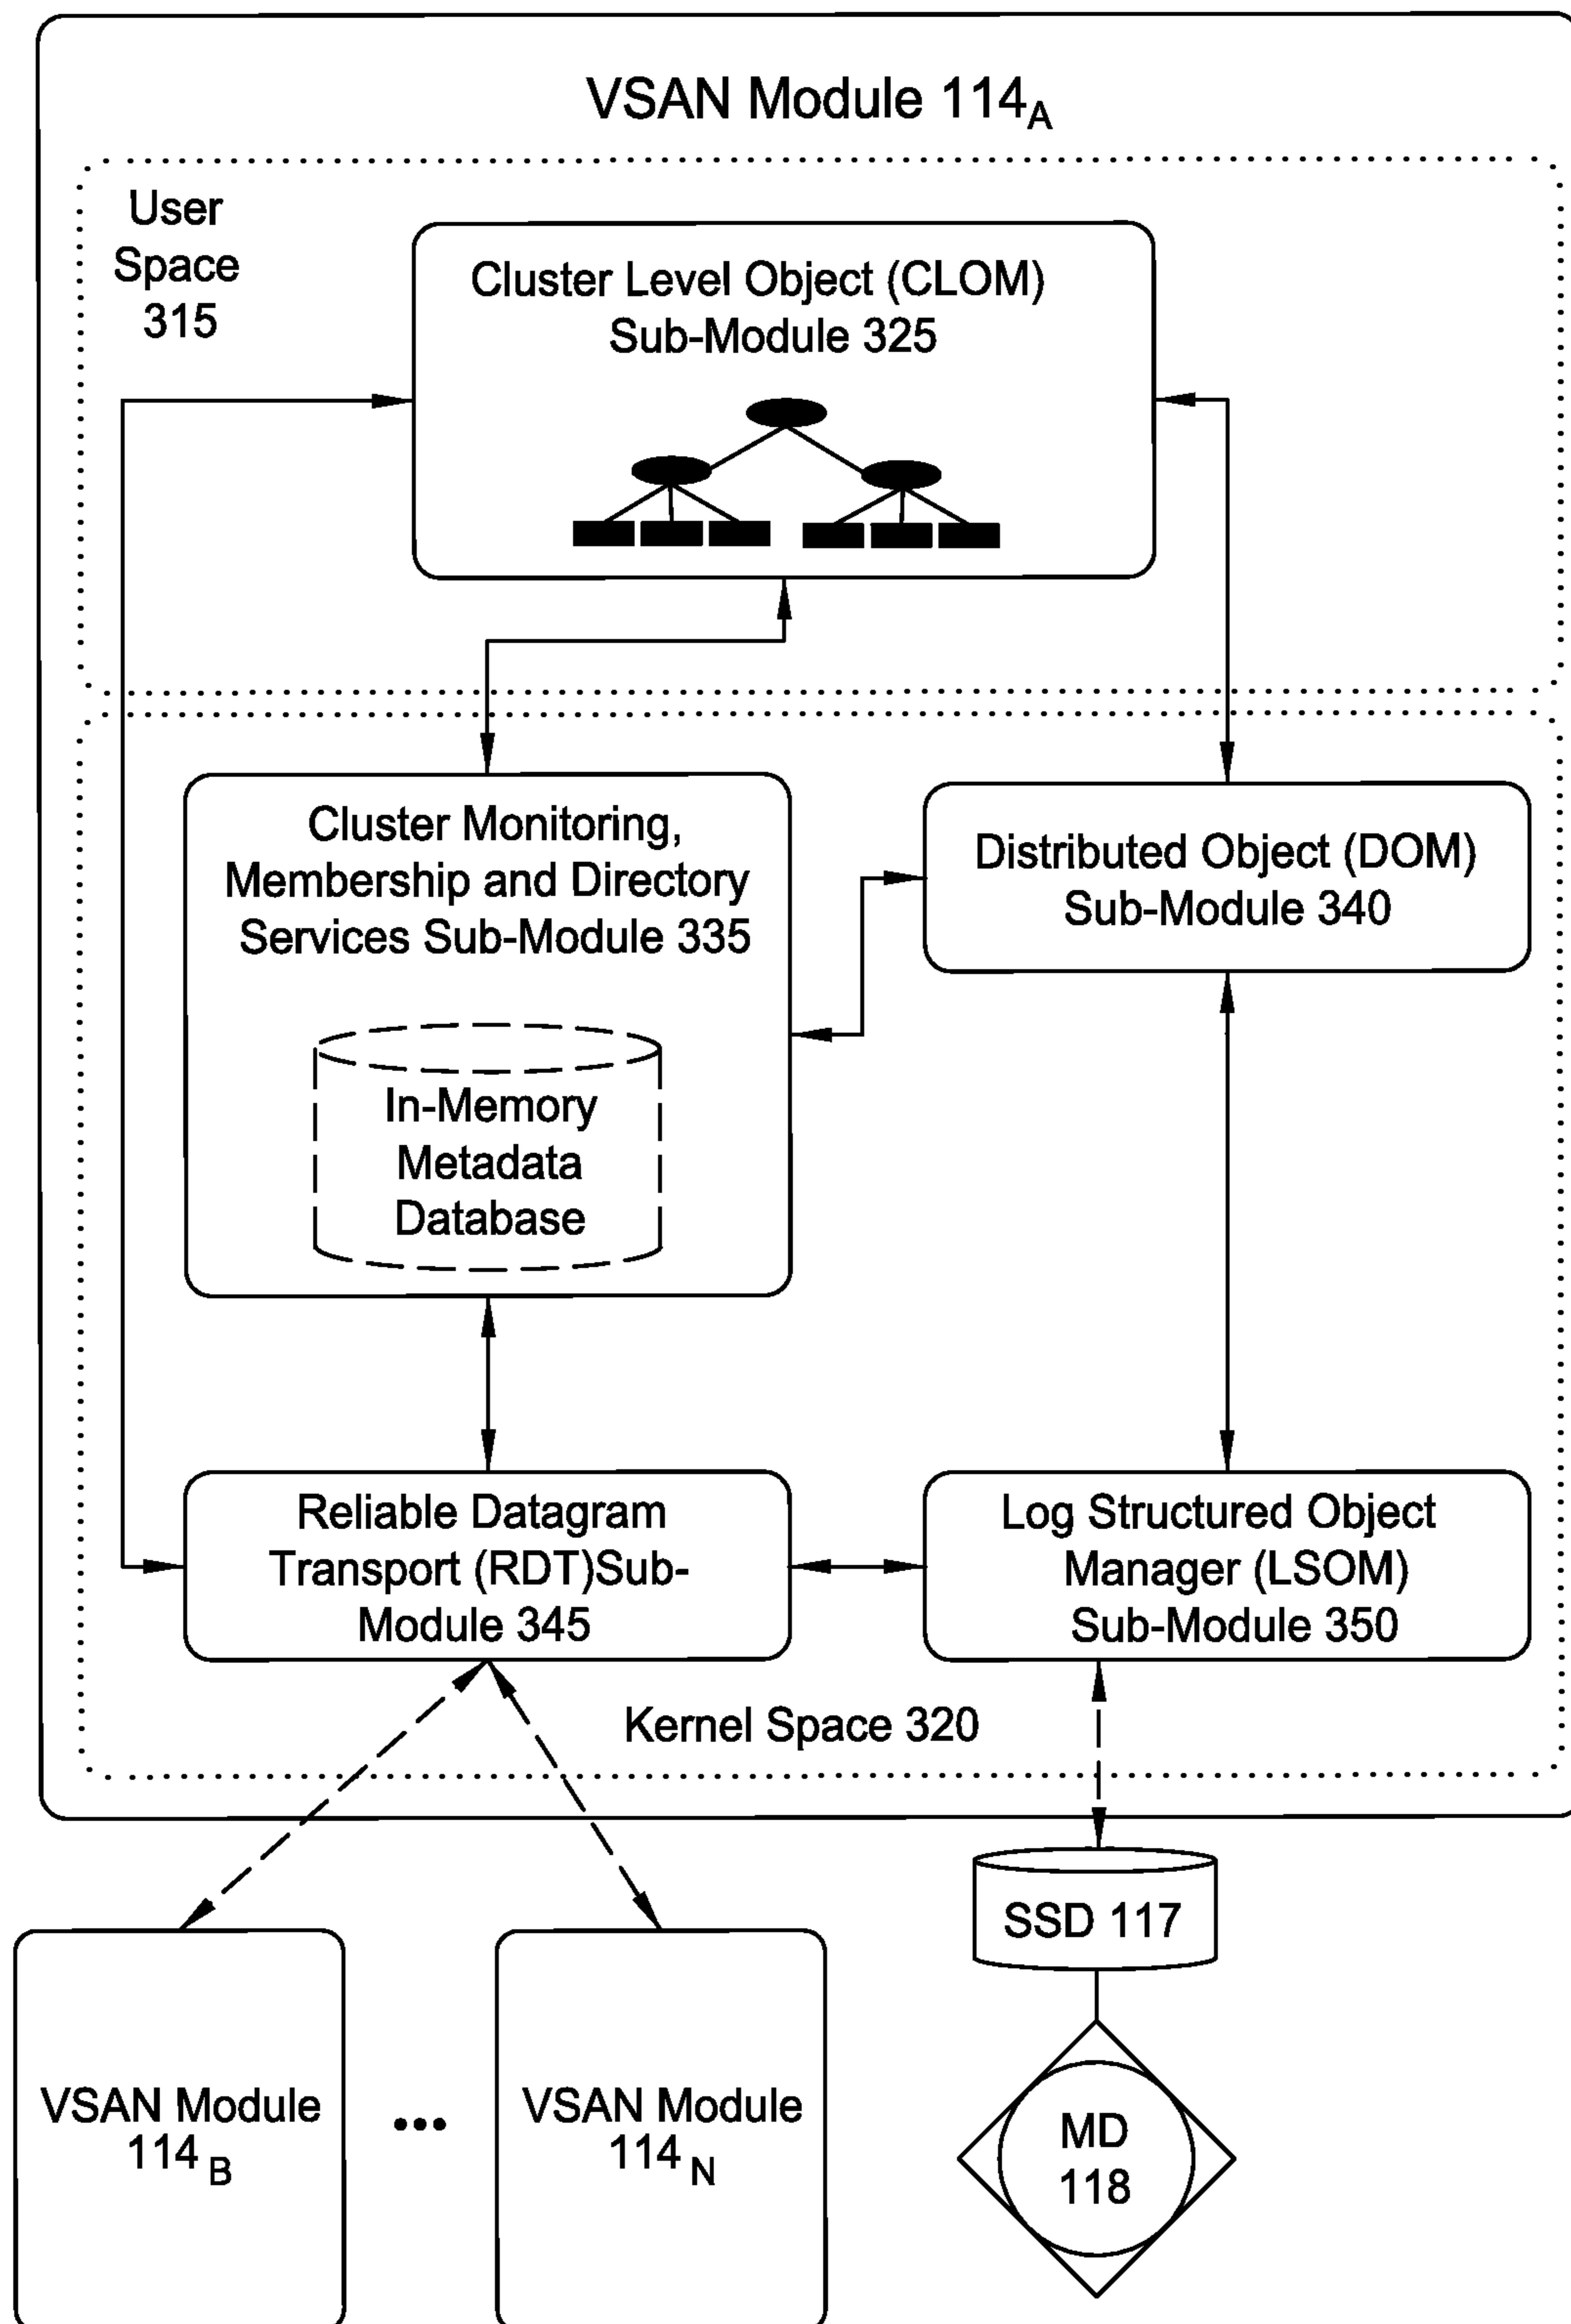 VSAN Module 114A
User
Space
315
Cluster Level Object (CLOM)
Sub-Module 325
Cluster Monitoring,
Membership and Directory
Services Sub-Module 335
In-Memory
Metadata
Database
Distributed Object (DOM)
Sub-Module 340
Reliable Datagram
Transport (RDT)Sub-
Module 345
Log Structured Object
Manager (LSOM)
Sub-Module 350
Kernel Space 320
SSD 117
VSAN Module
114 B
•••
VSAN Module
114 N
MD
118